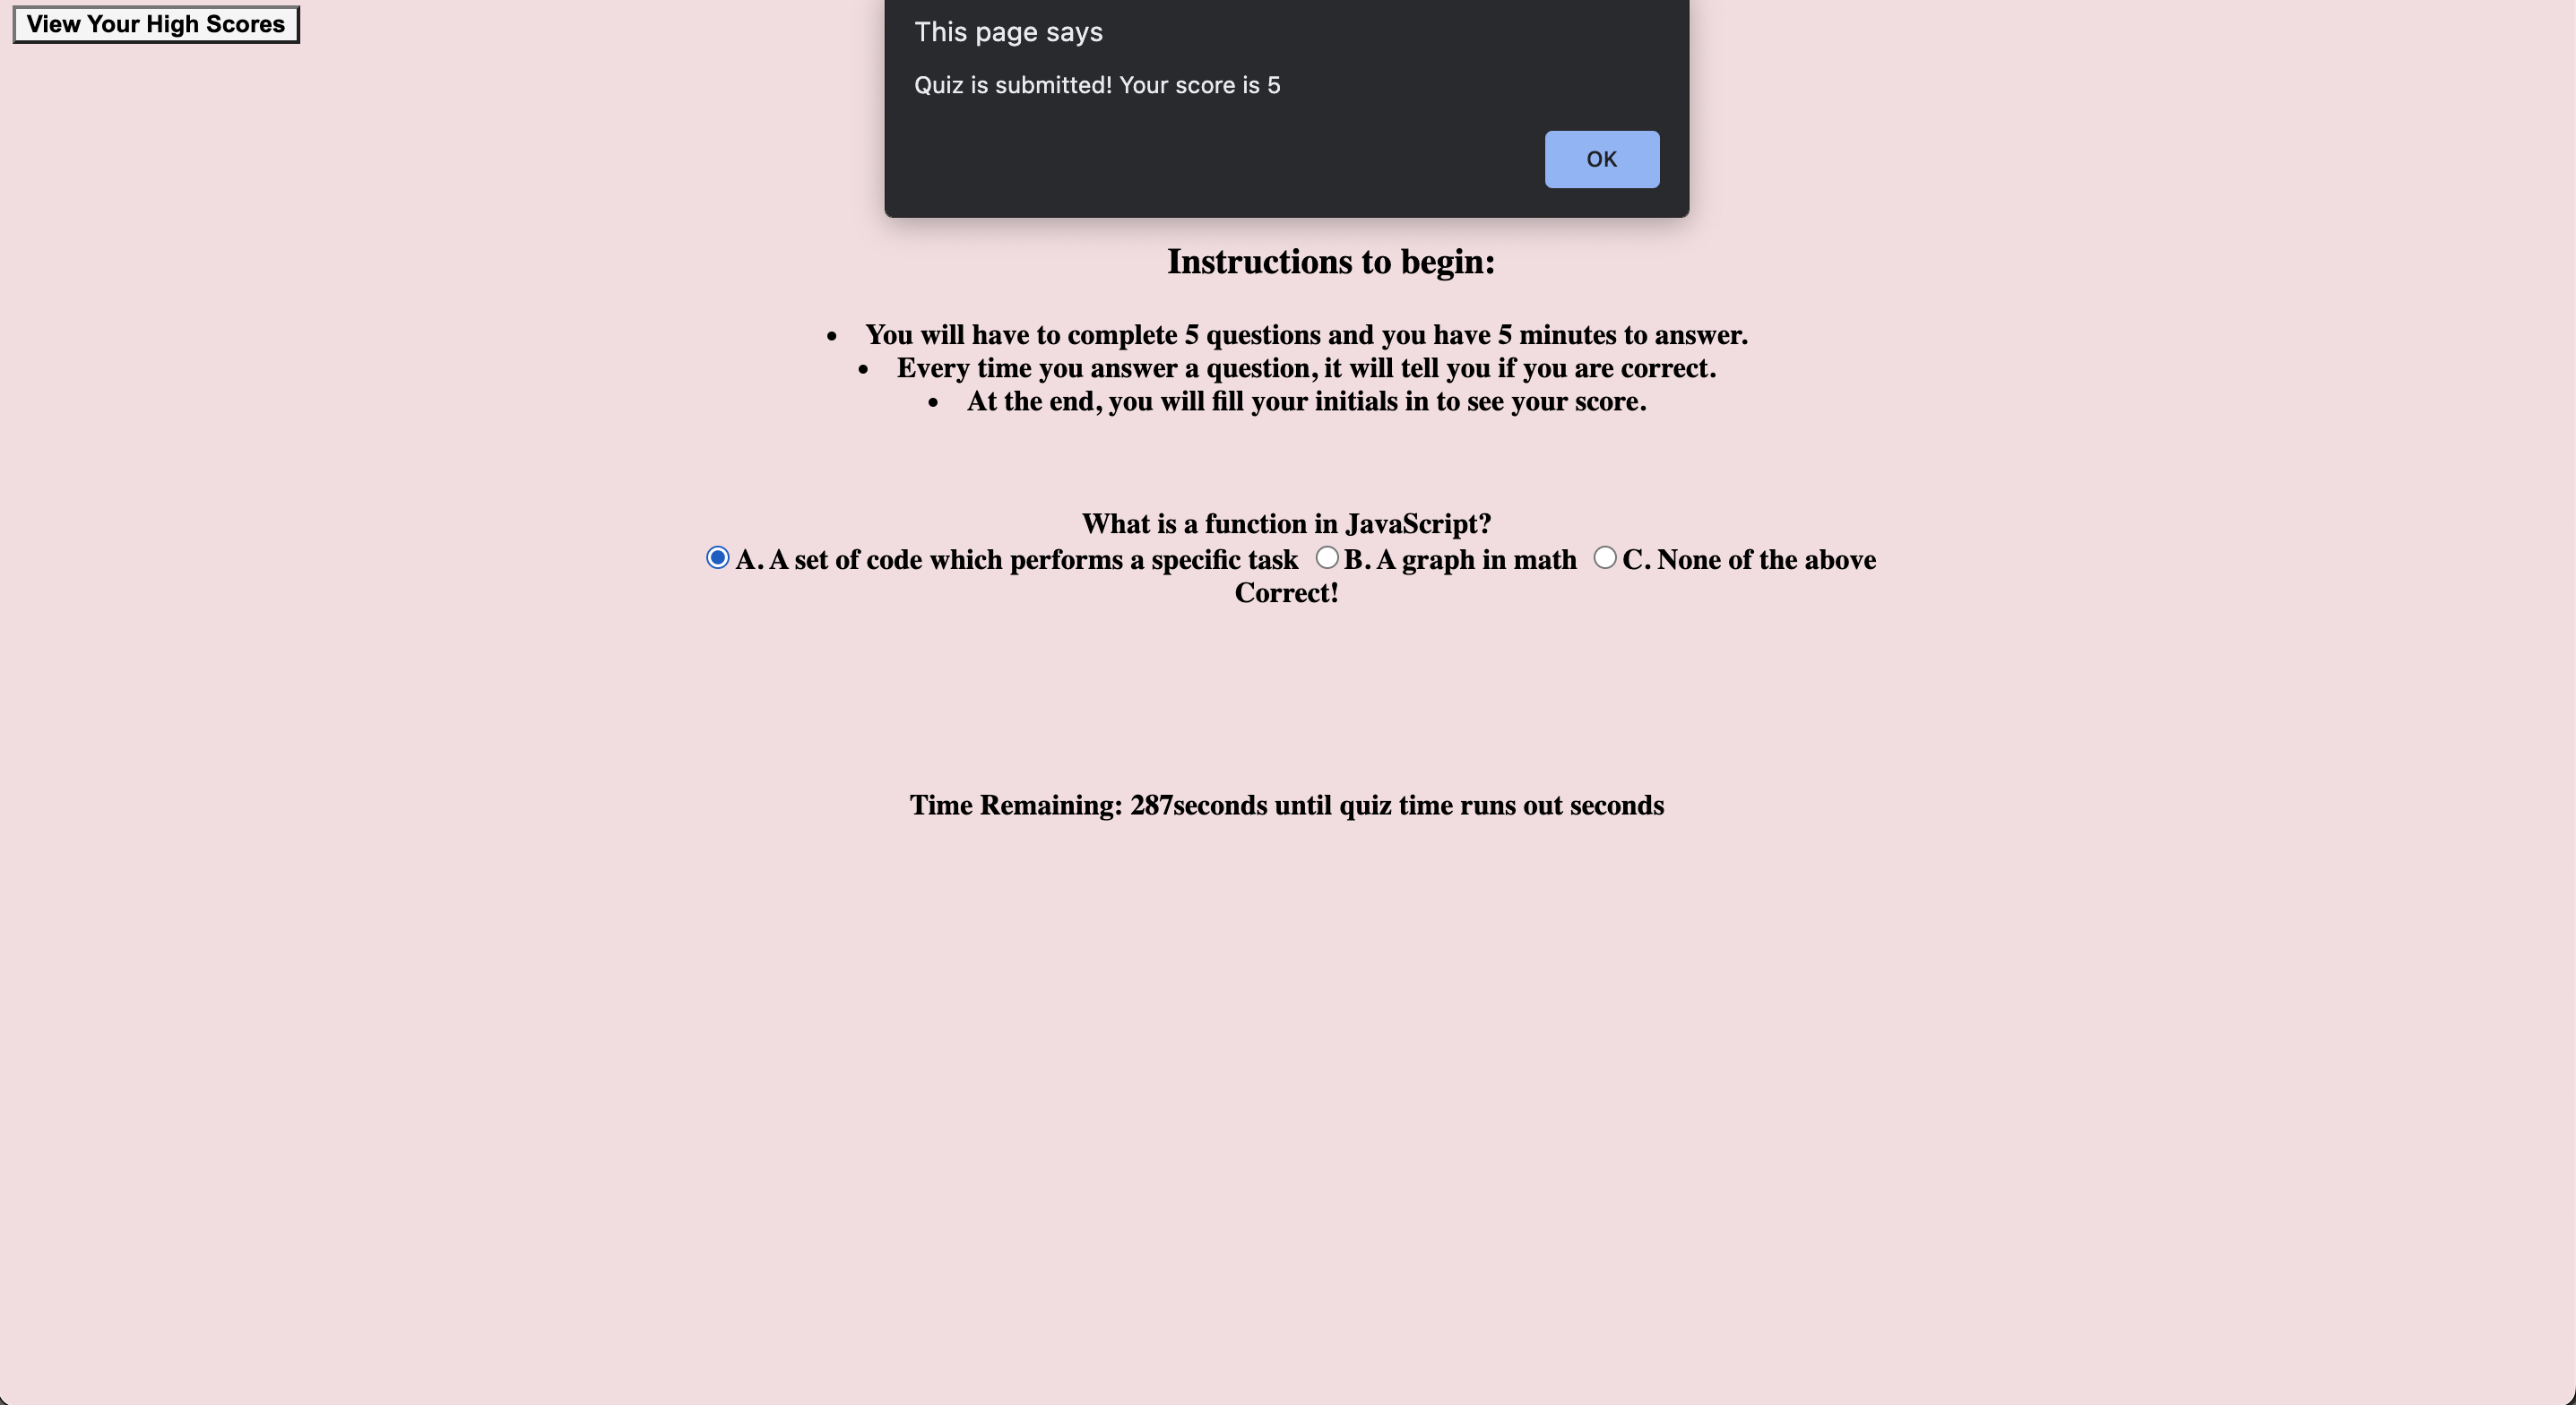 View Your High Scores
This page says
Quiz is submitted! Your score is 5
OK
Instructions to begin:
• You will have to complete 5 questions and you have 5 minutes to answer.
• Every time you answer a question, it will tell you if you are correct.
• At the end, you will fill your initials in to see your score.
What is a function in JavaScript?
A. A set of code which performs a specific task B. A graph in math C. None of the above
Correct!
Time Remaining: 287seconds until quiz time runs out seconds